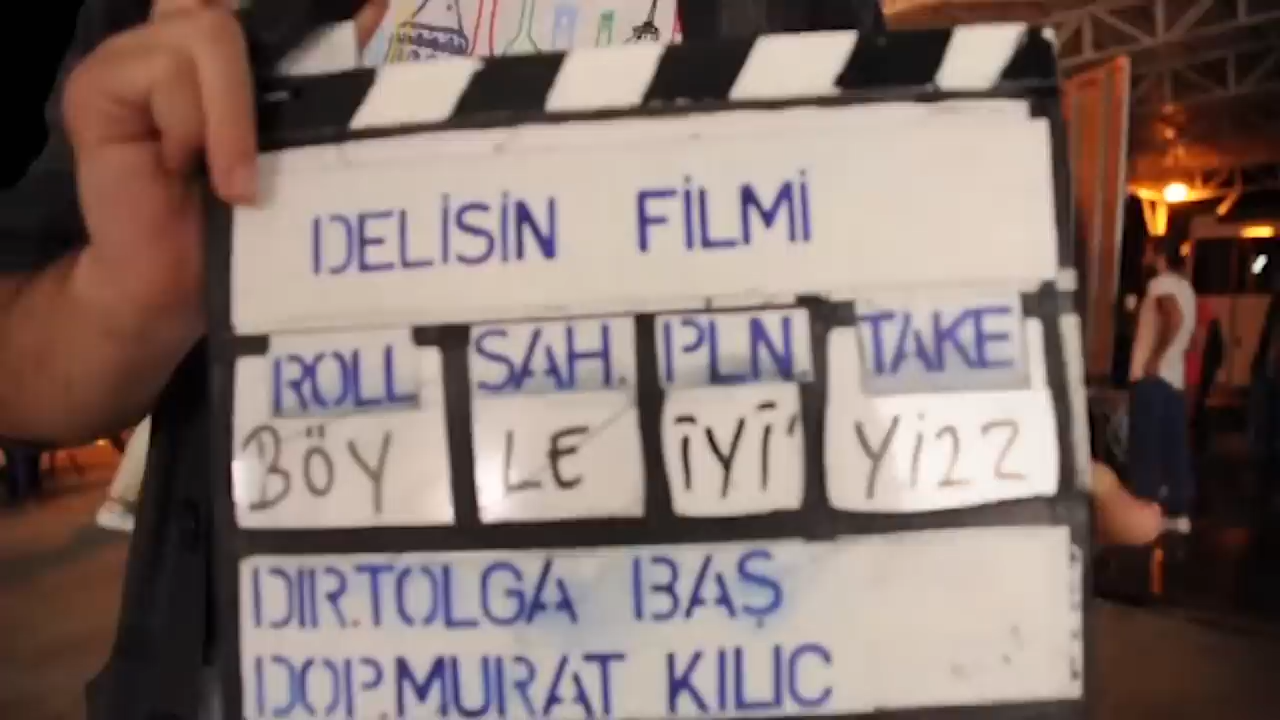 DELİSİN FİLMİ
ROLL SAH. PLN. TAKE
BÖY LE İYİ YİZZ
DIR.TOLGA BAŞ
DOP.MURAT KILIC